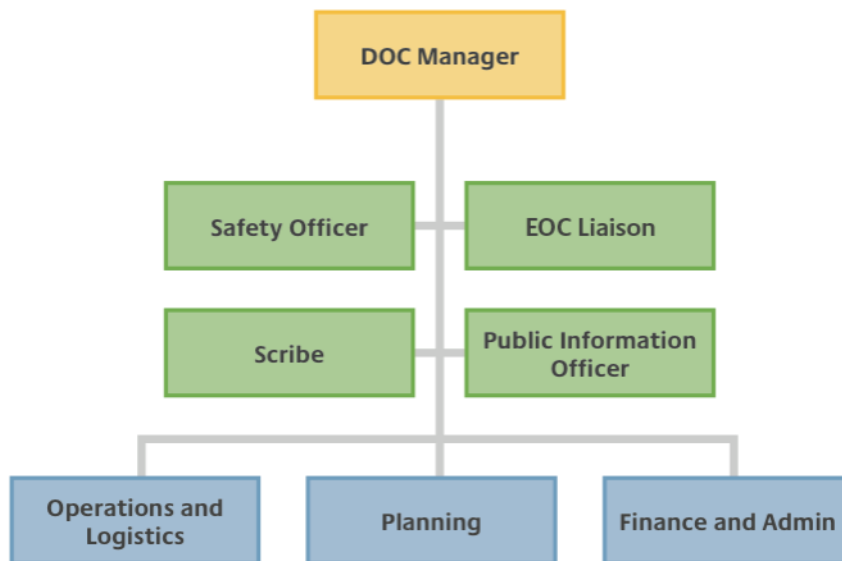 DOC Manager
Safety Officer
EOC Liaison
Scribe
Public Information
Officer
Operations and
Logistics
Planning
Finance and Admin